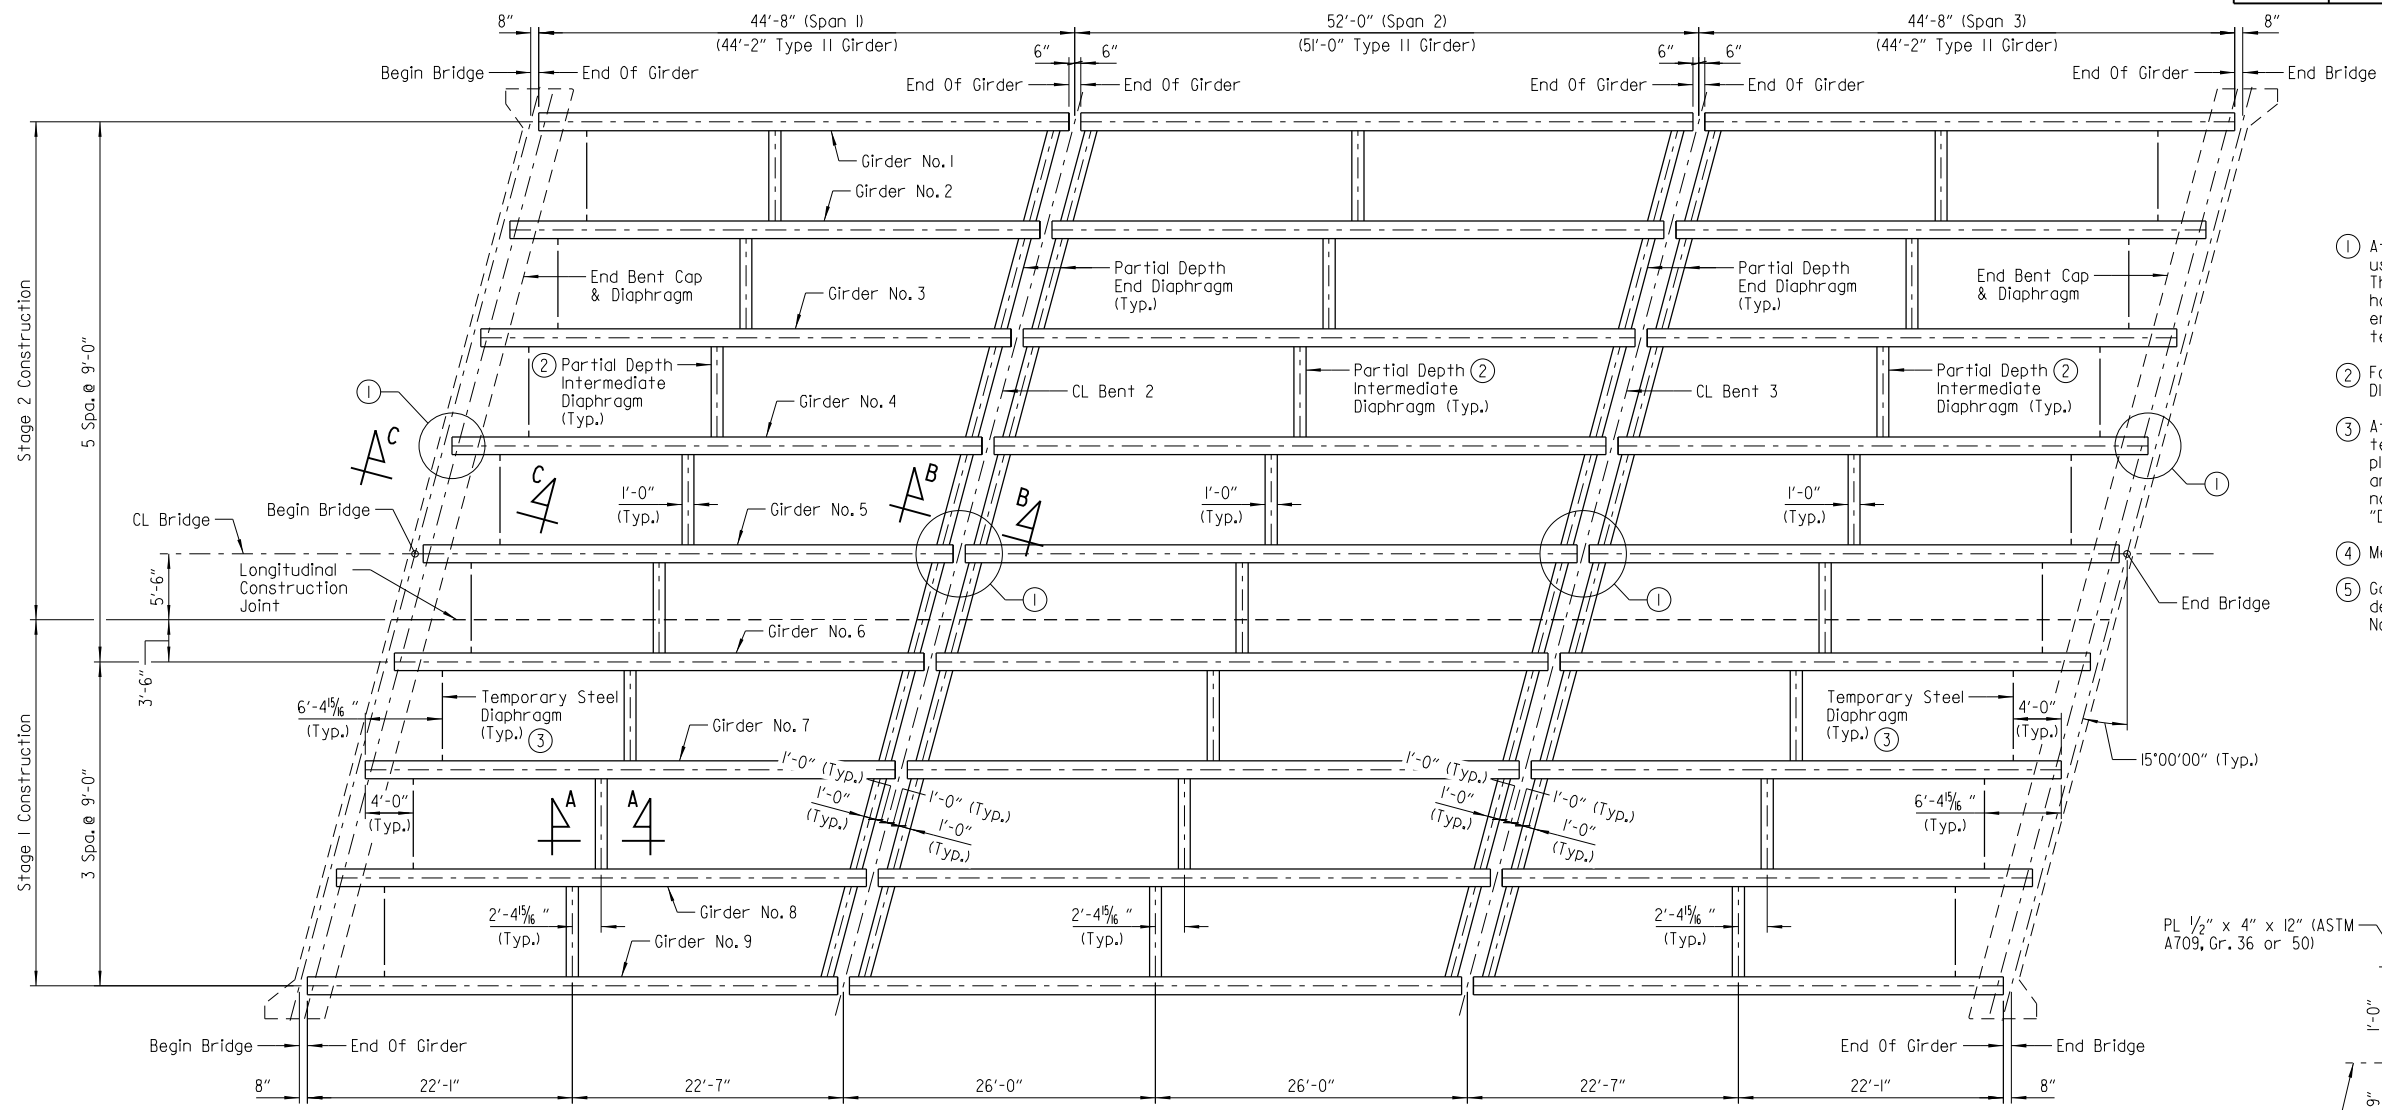 8" 44'-8" (Span 1) 52'-0" (Span 2) 44'-8" (Span 3) 8"
(44'-2" Type II Girder) (51'-0" Type II Girder) (44'-2" Type II Girder)
6" 6" 6" 6"
Begin Bridge End Of Girder End Of Girder End Of Girder End Of Girder End Of Girder End Of Girder End Bridge
Girder No. 1
Girder No. 2
End Bent Cap
& Diaphragm
Girder No. 3
Partial Depth
End Diaphragm
(Typ.)
Partial Depth
End Diaphragm
(Typ.)
End Bent Cap
& Diaphragm
Stage 2 Construction
5 Spa. @ 9'-0"
② Partial Depth
Intermediate
Diaphragm
(Typ.)
Partial Depth ②
Intermediate
Diaphragm (Typ.)
Partial Depth ②
Intermediate
Diaphragm (Typ.)
①
Girder No. 4
CL Bent 2
CL Bent 3
C
C
B
B
①
1'-0"
(Typ.)
1'-0"
(Typ.)
1'-0"
(Typ.)
CL Bridge
Begin Bridge
Girder No. 5
5'-6"
Longitudinal
Construction
Joint
①
①
End Bridge
3'-6"
Girder No. 6
6'-4 15/16"
(Typ.)
Temporary Steel
Diaphragm
(Typ.) ③
Girder No. 7
Temporary Steel
Diaphragm
(Typ.) ③
4'-0"
(Typ.)
15°00'00" (Typ.)
Stage 1 Construction
3 Spa. @ 9'-0"
4'-0"
(Typ.)
A A
1'-0" (Typ.)
1'-0"
(Typ.)
1'-0" (Typ.)
1'-0"
(Typ.)
1'-0" (Typ.)
1'-0"
(Typ.)
1'-0" (Typ.)
1'-0"
(Typ.)
6'-4 15/16"
(Typ.)
2'-4 15/16"
(Typ.)
Girder No. 8
Girder No. 9
2'-4 15/16"
(Typ.)
2'-4 15/16"
(Typ.)
Begin Bridge End Of Girder End Of Girder End Bridge
8" 22'-1" 22'-7" 26'-0" 26'-0" 22'-7" 22'-1" 8"
①
②
③
④
⑤
PL 1/2" x 4" x 12" (ASTM
A709, Gr. 36 or 50)
1'-0"
9"